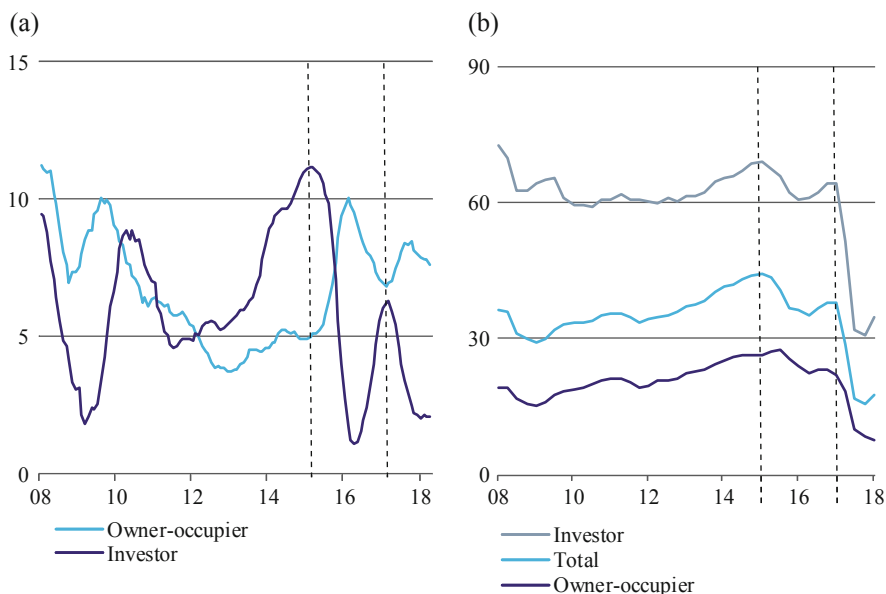 (a)
15
10
5
0
08 10 12 14 16 18
Owner-occupier
Investor
(b)
90
60
30
0
08 10 12 14 16 18
Investor
Total
Owner-occupier